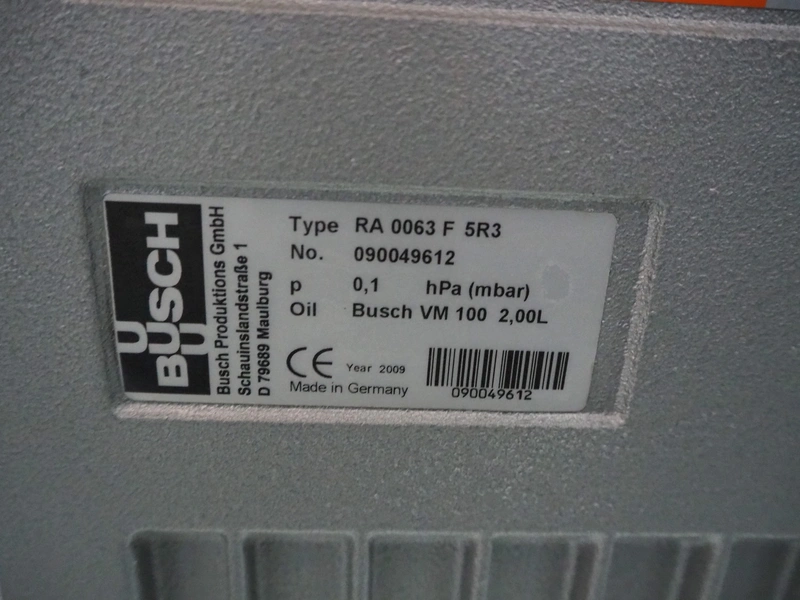 BUSCH
Busch Produktions GmbH
Schauinslandstraße 1
D 79689 Maulburg
Type RA 0063 F 5R3
No. 090049612
p 0,1 hPa (mbar)
Oil Busch VM 100 2,00L
CE Year 2009
Made in Germany
090049612